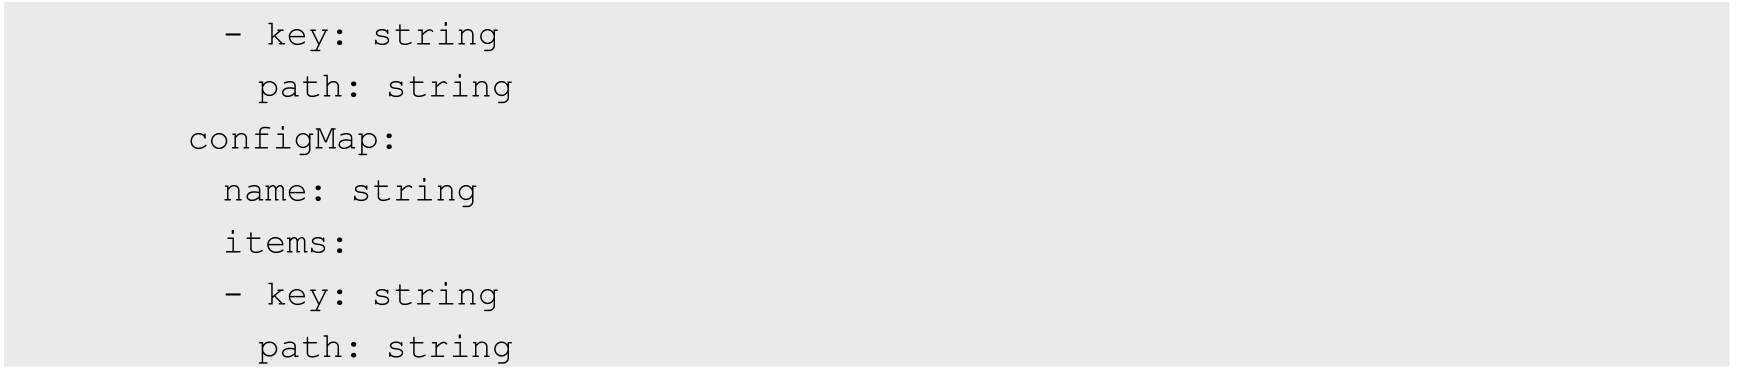 - key: string
path: string
configMap:
name: string
items:
- key: string
path: string